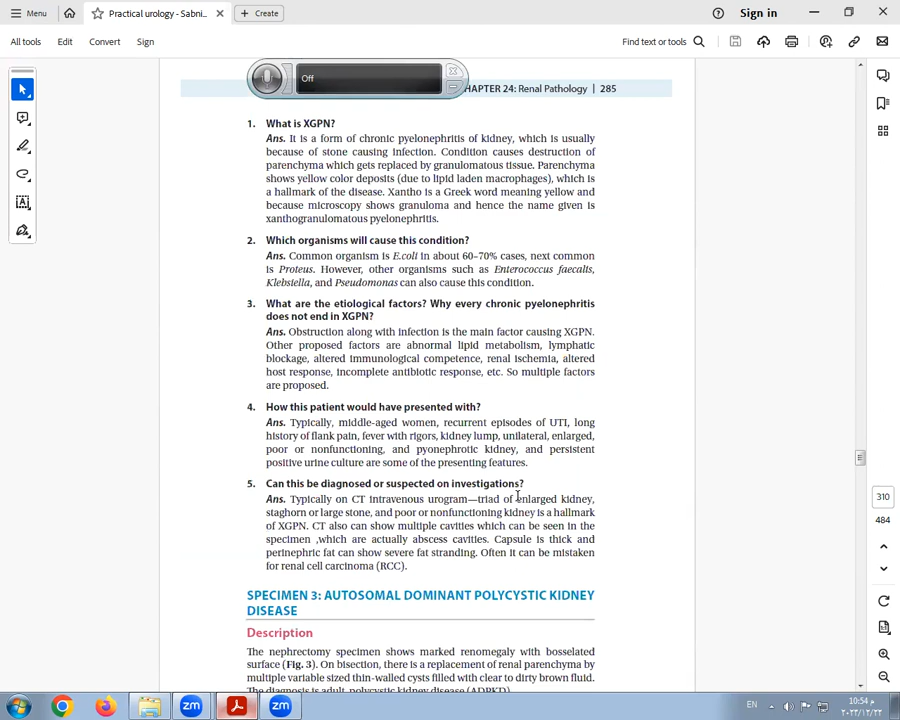 Menu
Practical urology - Sabni...
Create
Sign in
All tools
Edit
Convert
Sign
Find text or tools
Off
HAPTER 24: Renal Pathology | 285
1. What is XGPN?
Ans. It is a form of chronic pyelonephritis of kidney, which is usually
because of stone causing infection. Condition causes destruction of
parenchyma which gets replaced by granulomatous tissue. Parenchyma
shows yellow color deposits (due to lipid laden macrophages), which is
a hallmark of the disease. Xantho is a Greek word meaning yellow and
because microscopy shows granuloma and hence the name given is
xanthogranulomatous pyelonephritis.
2. Which organisms will cause this condition?
Ans. Common organism is E.coli in about 60–70% cases, next common
is Proteus. However, other organisms such as Enterococcus faecalis,
Klebsiella, and Pseudomonas can also cause this condition.
3. What are the etiological factors? Why every chronic pyelonephritis
does not end in XGPN?
Ans. Obstruction along with infection is the main factor causing XGPN.
Other proposed factors are abnormal lipid metabolism, lymphatic
blockage, altered immunological competence, renal ischemia, altered
host response, incomplete antibiotic response, etc. So multiple factors
are proposed.
4. How this patient would have presented with?
Ans. Typically, middle-aged women, recurrent episodes of UTI, long
history of flank pain, fever with rigors, kidney lump, unilateral, enlarged,
poor or nonfunctioning, and pyonephrotic kidney, and persistent
positive urine culture are some of the presenting features.
5. Can this be diagnosed or suspected on investigations?
Ans. Typically on CT intravenous urogram—triad of enlarged kidney,
staghorn or large stone, and poor or nonfunctioning kidney is a hallmark
of XGPN. CT also can show multiple cavities which can be seen in the
specimen ,which are actually abscess cavities. Capsule is thick and
perinephric fat can show severe fat stranding. Often it can be mistaken
for renal cell carcinoma (RCC).
SPECIMEN 3: AUTOSOMAL DOMINANT POLYCYSTIC KIDNEY
DISEASE
Description
The nephrectomy specimen shows marked renomegaly with bosselated
surface (Fig. 3). On bisection, there is a replacement of renal parenchyma by
multiple variable sized thin-walled cysts filled with clear to dirty brown fluid.
The diagnosis is adult polycystic kidney disease (ADPKD).
310
484
EN
م 10:54
٢٠٢٣/١٢/٢٢